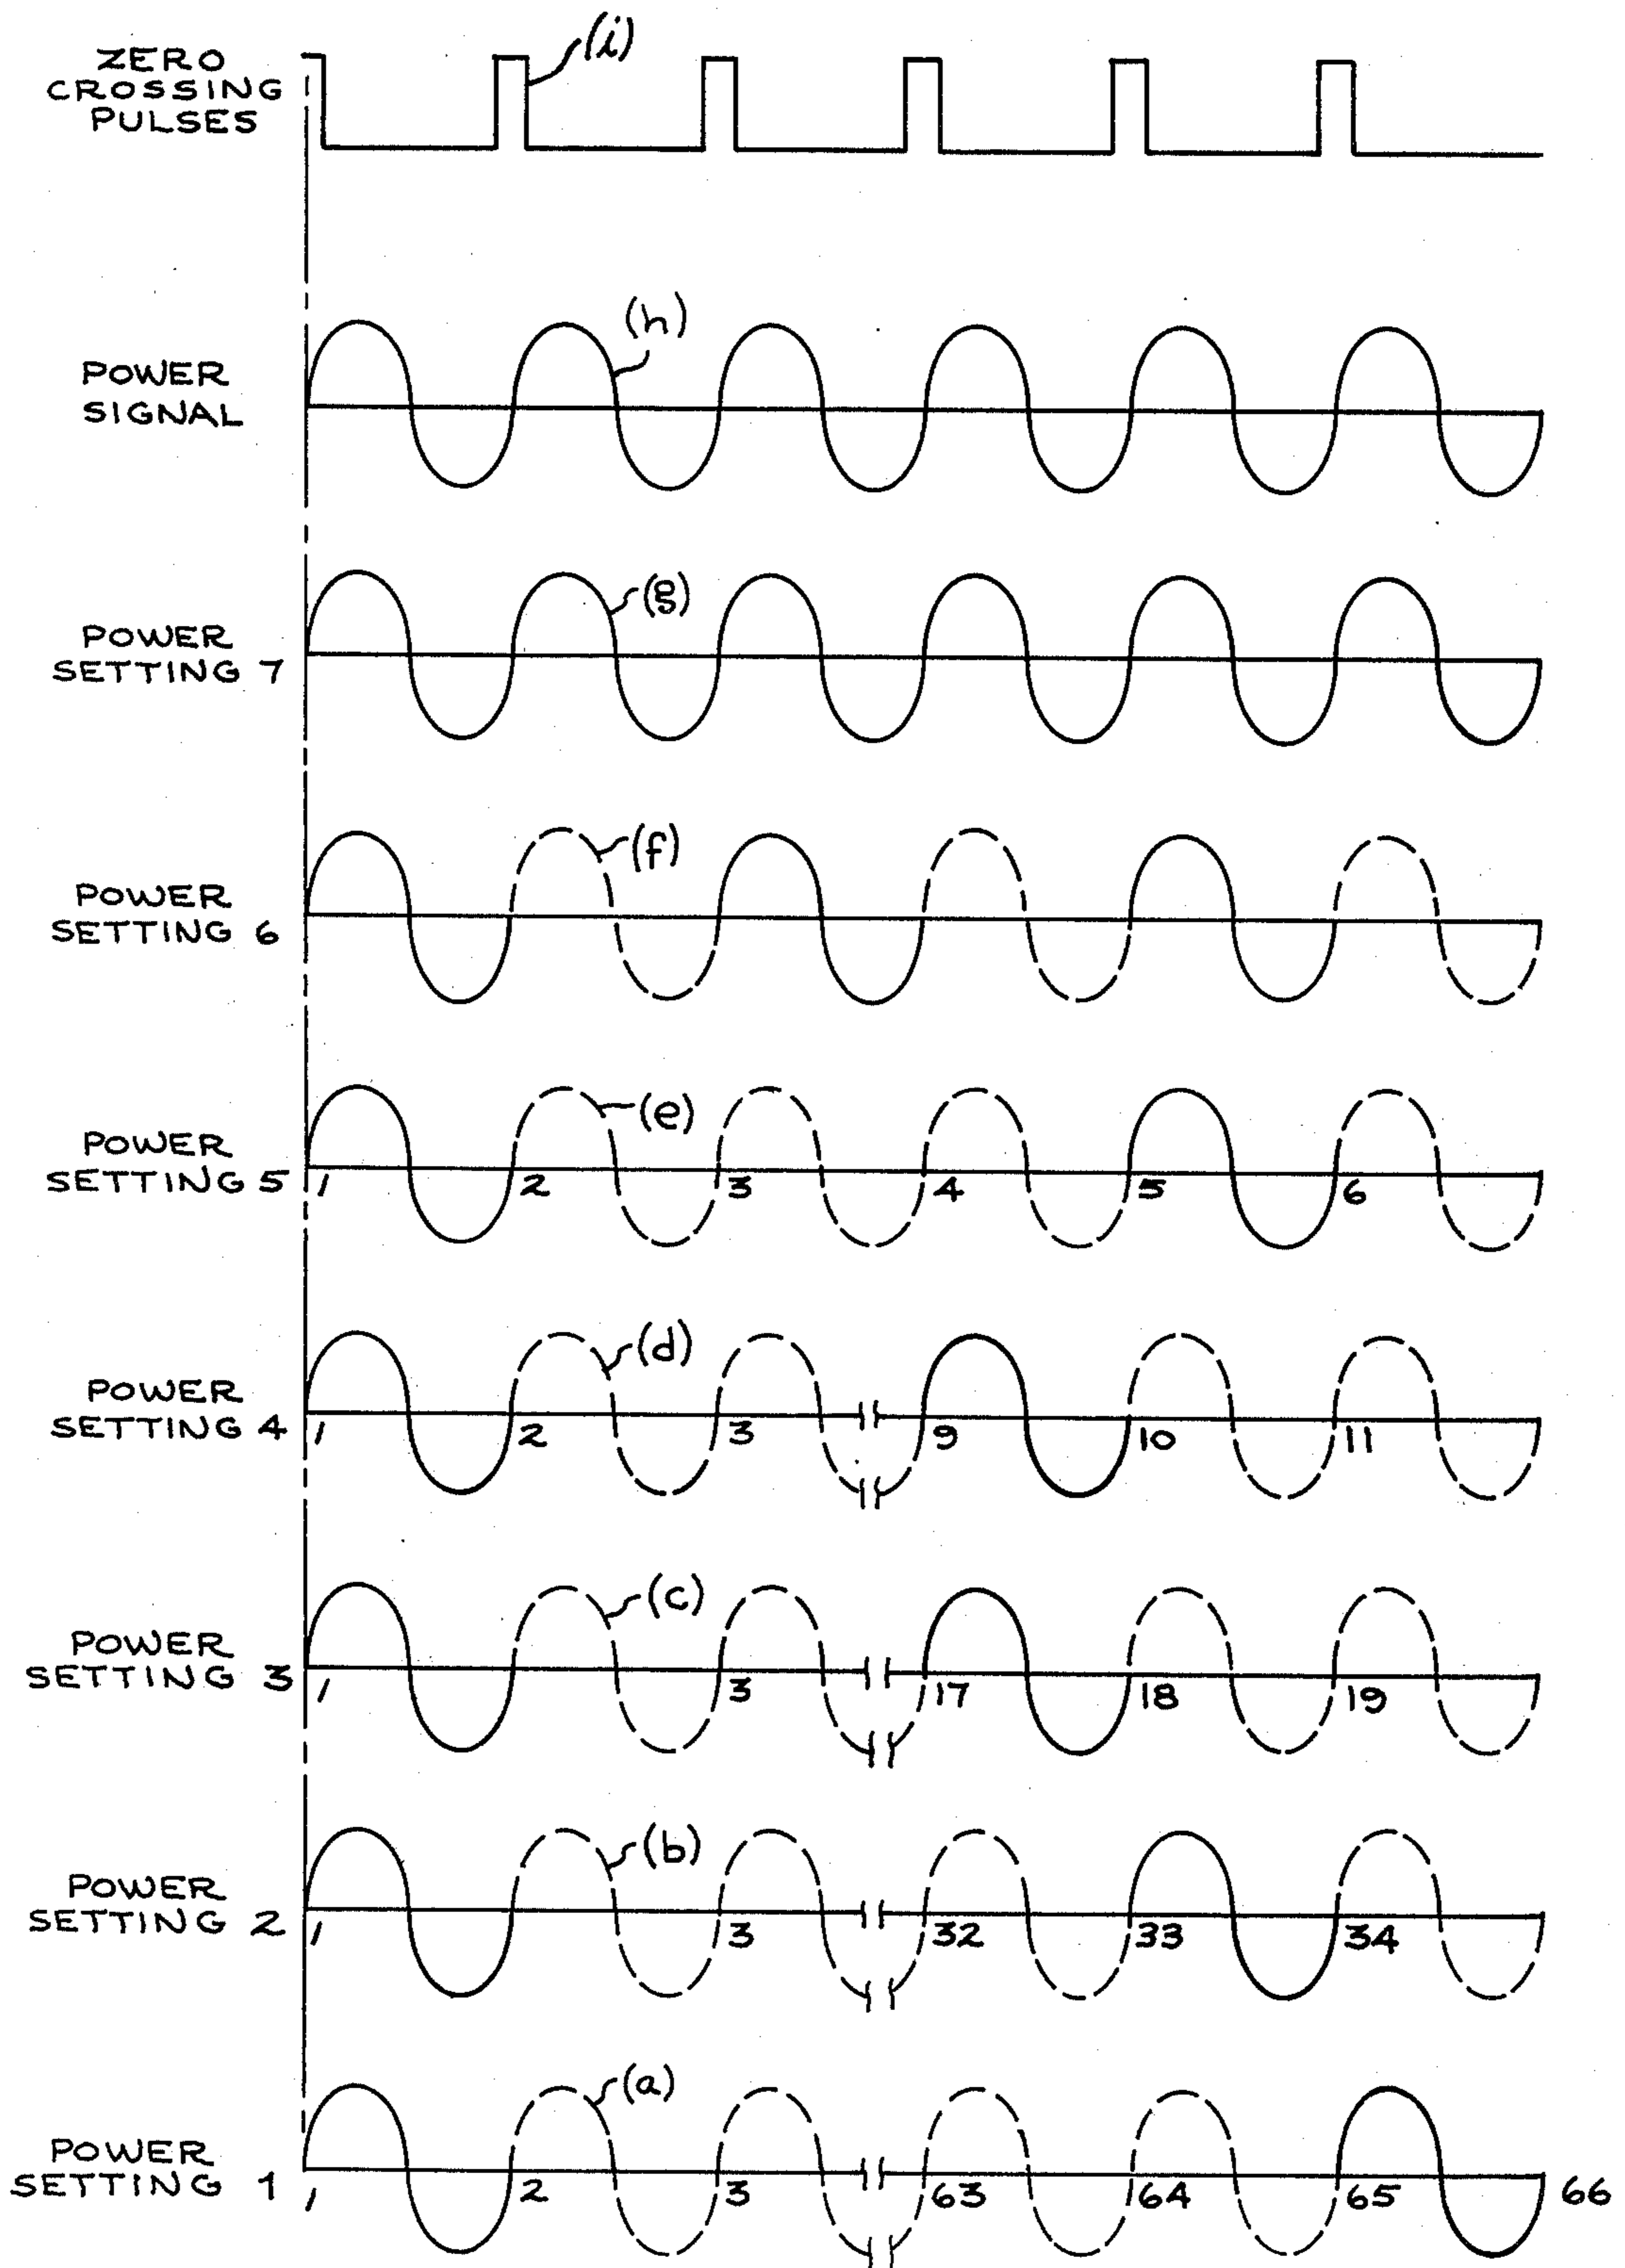 ZERO
CROSSING
PULSES
(i)
POWER
SIGNAL
(h)
POWER
SETTING 7
(g)
POWER
SETTING 6
(f)
POWER
SETTING 5
(e)
1 2 3 4 5 6
POWER
SETTING 4
(d)
1 2 3 9 10 11
POWER
SETTING 3
(c)
1 3 17 18 19
POWER
SETTING 2
(b)
1 3 32 33 34
POWER
SETTING 1
(a)
1 2 3 63 64 65 66